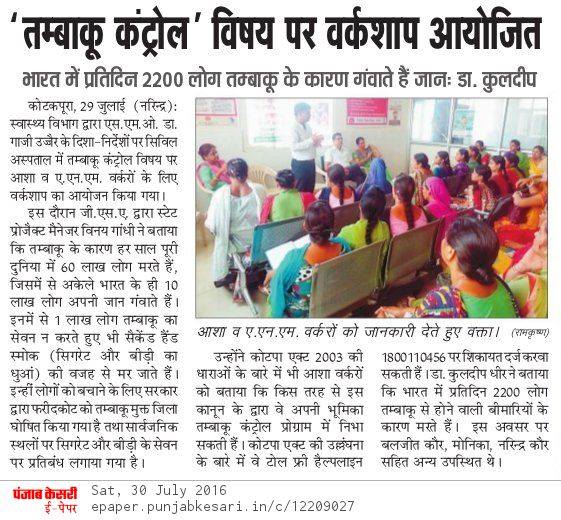 ‘तम्बाकू कंट्रोल’ विषय पर वर्कशाप आयोजित
भारत में प्रतिदिन 2200 लोग तम्बाकू के कारण गंवाते हैं जानः डा. कुलदीप
कोटकपूरा, 29 जुलाई (नरिन्द्र):
स्वास्थ्य विभाग द्वारा एस.एम.ओ. डा.
गाजी उज्बैर के दिशा-निर्देशों पर सिविल
अस्पताल में तम्बाकू कंट्रोल विषय पर
आशा व ए.एन.एम. वर्करों के लिए
वर्कशाप का आयोजन किया गया।
इस दौरान जी.एस.ए. द्वारा स्टेट
प्रोजैक्ट मैनेजर विनय गांधी ने बताया
कि तम्बाकू के कारण हर साल पूरी
दुनिया में 60 लाख लोग मरते हैं,
जिसमें से अकेले भारत के ही 10
लाख लोग अपनी जान गंवाते हैं।
इनमें से 1 लाख लोग तम्बाकू का
सेवन न करते हुए भी सैकेंड हैंड
स्मोक (सिगरेट और बीड़ी का
धुआं) की वजह से मर जाते हैं।
इन्हीं लोगों को बचाने के लिए सरकार
द्वारा फरीदकोट को तम्बाकू मुक्त जिला
घोषित किया गया है तथा सार्वजनिक
स्थलों पर सिगरेट और बीड़ी के सेवन
पर प्रतिबंध लगाया गया है।
आशा व ए.एन.एम. वर्करों को जानकारी देते हुए वक्ता। (रामकृष्ण)
उन्होंने कोटपा एक्ट 2003 की
धाराओं के बारे में भी आशा वर्करों
को बताया कि किस तरह से इस
कानून के द्वारा वे अपनी भूमिका
तम्बाकू कंट्रोल प्रोग्राम में निभा
सकती हैं। कोटपा एक्ट की उल्लंघना
के बारे में वे टोल फ्री हैल्पलाइन
1800110456 पर शिकायत दर्ज करवा
सकती हैं। डा. कुलदीप धीर ने बताया
कि भारत में प्रतिदिन 2200 लोग
तम्बाकू से होने वाली बीमारियों के
कारण मरते हैं। इस अवसर पर
बलजीत कौर, मोनिका, नरिन्द्र कौर
सहित अन्य उपस्थित थे।
पंजाब केसरी
ई-पेपर
Sat, 30 July 2016
epaper.punjabkesari.in/c/12209027